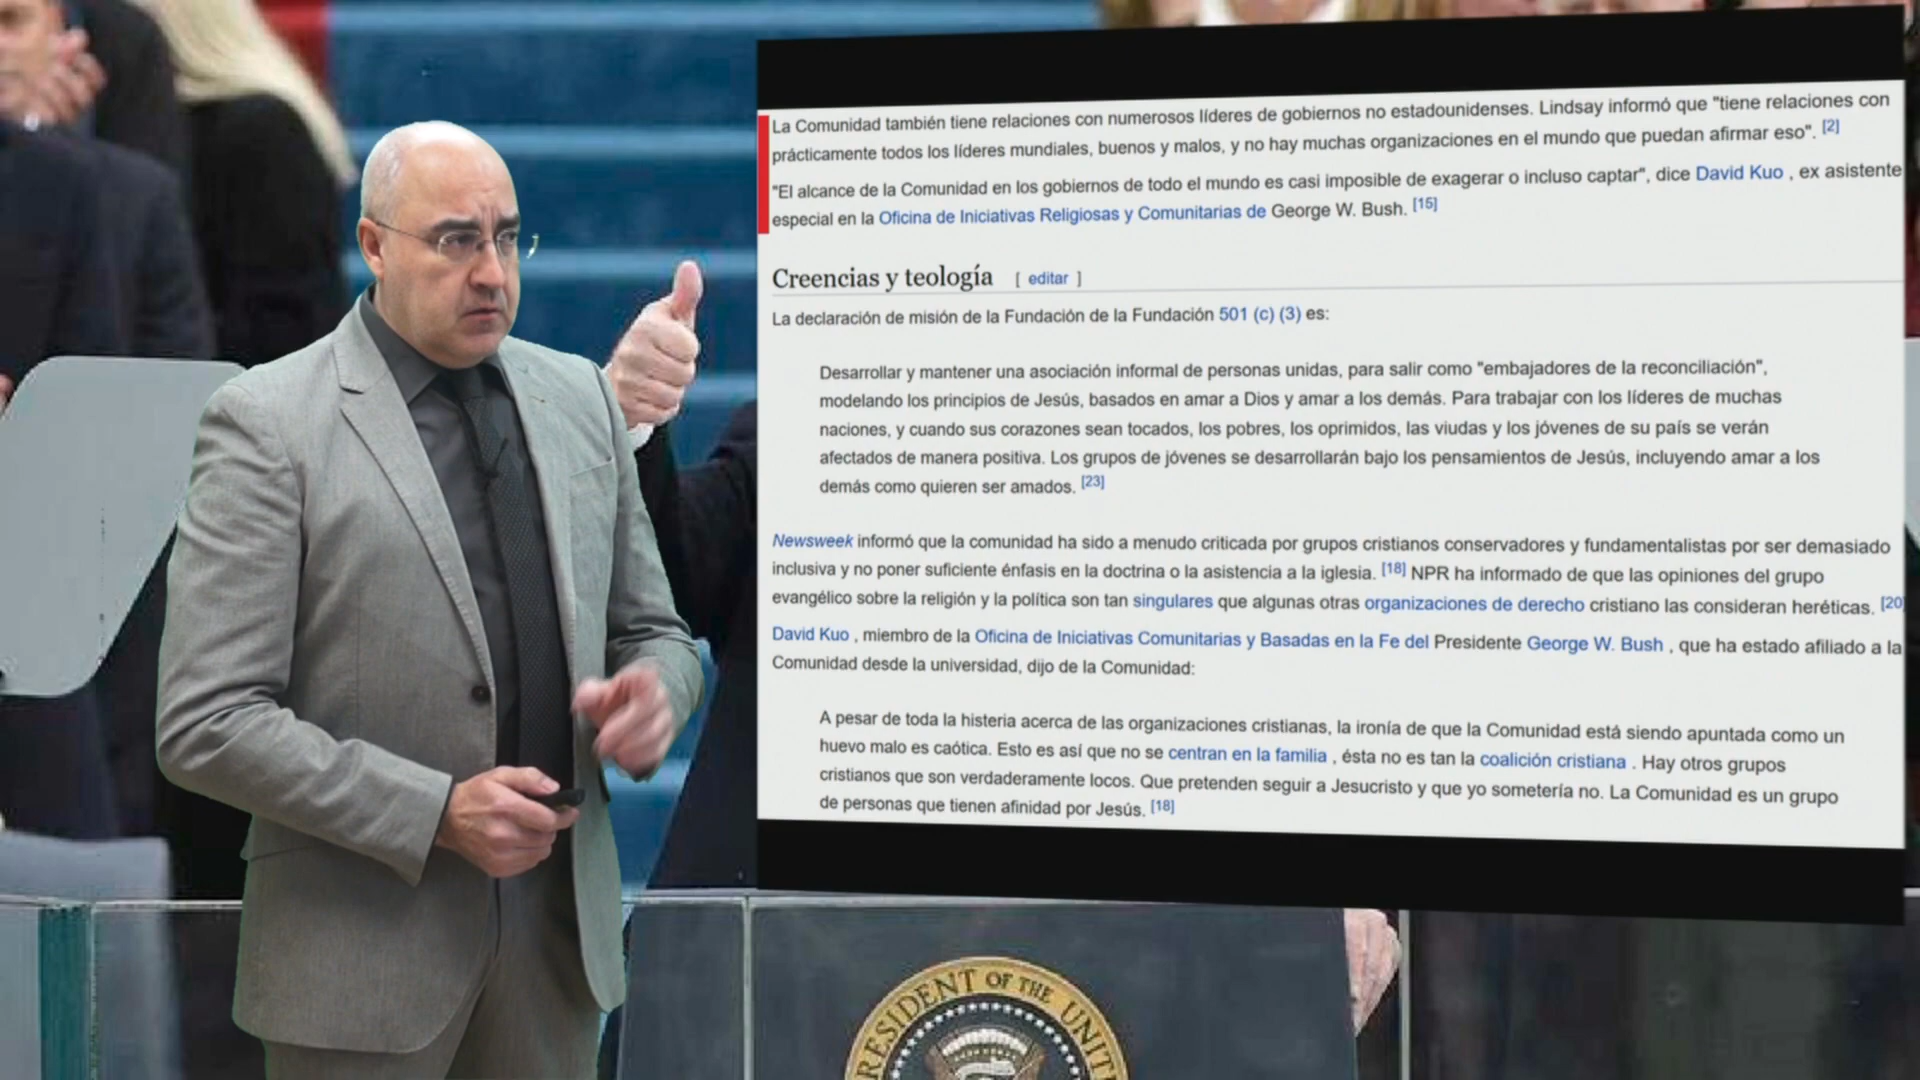 La Comunidad también tiene relaciones con numerosos líderes de gobiernos no estadounidenses. Lindsay informó que "tiene relaciones con
prácticamente todos los líderes mundiales, buenos y malos, y no hay muchas organizaciones en el mundo que puedan afirmar eso". [2]
"El alcance de la Comunidad en los gobiernos de todo el mundo es casi imposible de exagerar o incluso captar", dice David Kuo , ex asistente
especial en la Oficina de Iniciativas Religiosas y Comunitarias de George W. Bush. [15]
Creencias y teología [ editar ]
La declaración de misión de la Fundación de la Fundación 501 (c) (3) es:
Desarrollar y mantener una asociación informal de personas unidas, para salir como "embajadores de la reconciliación",
modelando los principios de Jesús, basados en amar a Dios y amar a los demás. Para trabajar con los líderes de muchas
naciones, y cuando sus corazones sean tocados, los pobres, los oprimidos, las viudas y los jóvenes de su país se verán
afectados de manera positiva. Los grupos de jóvenes se desarrollarán bajo los pensamientos de Jesús, incluyendo amar a los
demás como quieren ser amados. [23]
Newsweek informó que la comunidad ha sido a menudo criticada por grupos cristianos conservadores y fundamentalistas por ser demasiado
inclusiva y no poner suficiente énfasis en la doctrina o la asistencia a la iglesia. [18] NPR ha informado de que las opiniones del grupo
evangélico sobre la religión y la política son tan singulares que algunas otras organizaciones de derecho cristiano las consideran heréticas. [20
David Kuo , miembro de la Oficina de Iniciativas Comunitarias y Basadas en la Fe del Presidente George W. Bush , que ha estado afiliado a la
Comunidad desde la universidad, dijo de la Comunidad:
A pesar de toda la histeria acerca de las organizaciones cristianas, la ironía de que la Comunidad está siendo apuntada como un
huevo malo es caótica. Esto es así que no se centran en la familia , ésta no es tan la coalición cristiana . Hay otros grupos
cristianos que son verdaderamente locos. Que pretenden seguir a Jesucristo y que yo sometería no. La Comunidad es un grupo
de personas que tienen afinidad por Jesús. [18]
RESIDENT OF THE UNIT